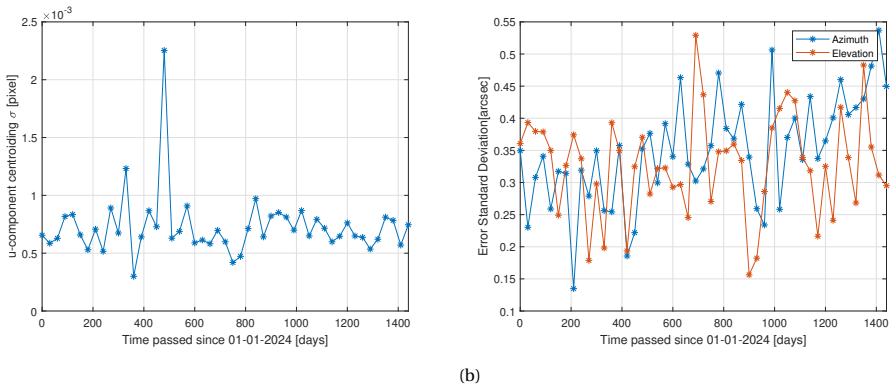 ×10⁻³
2.5
2
1.5
1
0.5
0
u-component centroiding σ [pixel]
0 200 400 600 800 1000 1200 1400
Time passed since 01-01-2024 [days]
0.55
0.5
0.45
0.4
0.35
0.3
0.25
0.2
0.15
0.1
Error Standard Deviation[arcsec]
Azimuth
Elevation
0 200 400 600 800 1000 1200 1400
Time passed since 01-01-2024 [days]
(b)